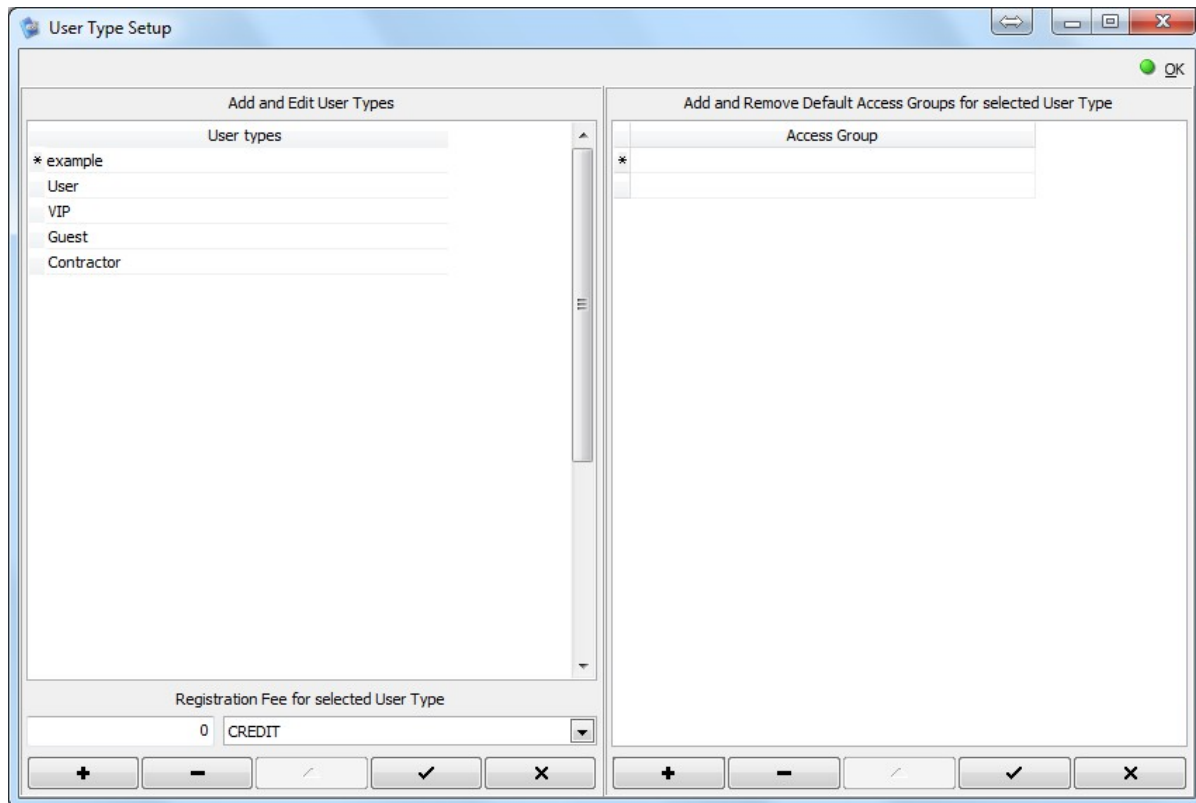 User Type Setup
OK
Add and Edit User Types
User types
* example
User
VIP
Guest
Contractor
Registration Fee for selected User Type
0 CREDIT
Add and Remove Default Access Groups for selected User Type
Access Group
*